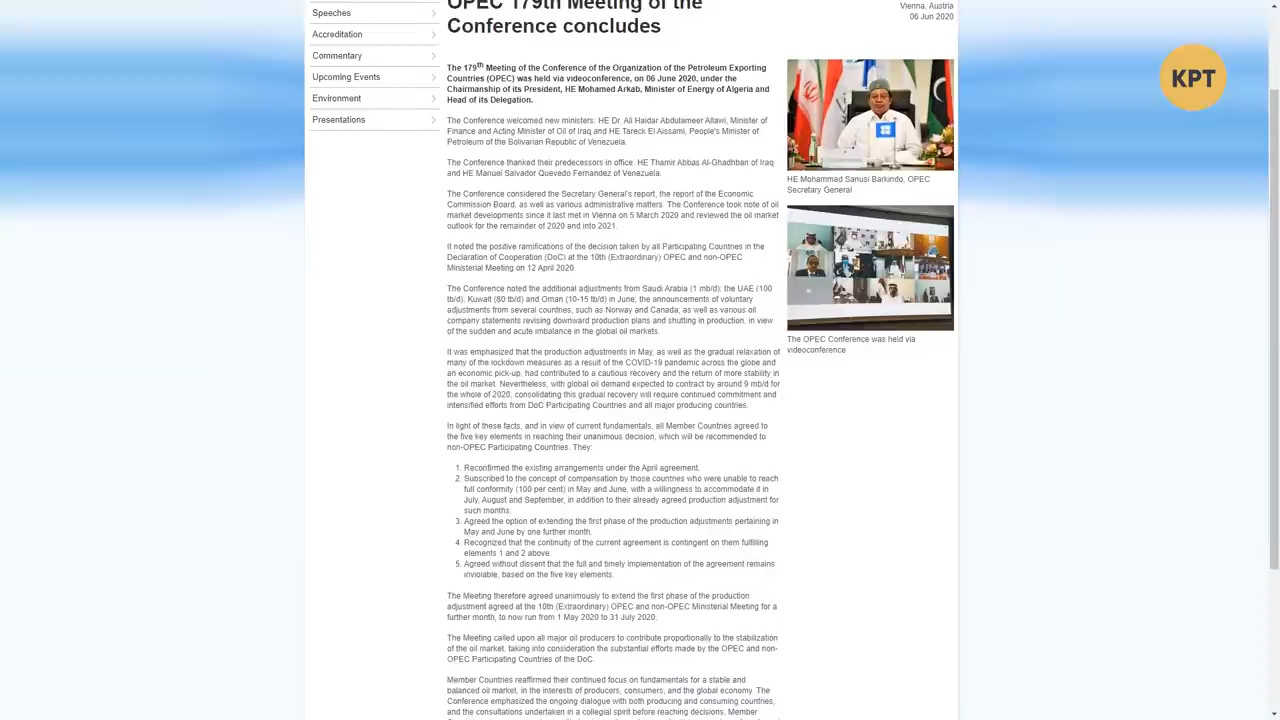 OPEC 179th Meeting of the
Conference concludes
Vienna, Austria
06 Jun 2020
Speeches
Accreditation
Commentary
Upcoming Events
Environment
Presentations
The 179th Meeting of the Conference of the Organization of the Petroleum Exporting
Countries (OPEC) was held via videoconference, on 06 June 2020, under the
Chairmanship of its President, HE Mohamed Arkab, Minister of Energy of Algeria and
Head of its Delegation.
The Conference welcomed new ministers: HE Dr. Ali Haidar Abdulameer Allawi, Minister of
Finance and Acting Minister of Oil of Iraq and HE Tareck El Aissami, People's Minister of
Petroleum of the Bolivarian Republic of Venezuela.
The Conference thanked their predecessors in office: HE Thamir Abbas Al-Ghadhban of Iraq
and HE Manuel Salvador Quevedo Fernandez of Venezuela.
The Conference considered the Secretary General's report, the report of the Economic
Commission Board, as well as various administrative matters. The Conference took note of oil
market developments since it last met in Vienna on 5 March 2020 and reviewed the oil market
outlook for the remainder of 2020 and into 2021.
It noted the positive ramifications of the decision taken by all Participating Countries in the
Declaration of Cooperation (DoC) at the 10th (Extraordinary) OPEC and non-OPEC
Ministerial Meeting on 12 April 2020.
The Conference noted the additional adjustments from Saudi Arabia (1 mb/d); the UAE (100
tb/d), Kuwait (80 tb/d) and Oman (10-15 tb/d) in June; the announcements of voluntary
adjustments from several countries, such as Norway and Canada; as well as various oil
company statements revising downward production plans and shutting in production, in view
of the sudden and acute imbalance in the global oil markets.
It was emphasized that the production adjustments in May, as well as the gradual relaxation of
many of the lockdown measures as a result of the COVID-19 pandemic across the globe and
an economic pick-up, had contributed to a cautious recovery and the return of more stability in
the oil market. Nevertheless, with global oil demand expected to contract by around 9 mb/d for
the whole of 2020, consolidating this gradual recovery will require continued commitment and
intensified efforts from DoC Participating Countries and all major producing countries.
In light of these facts, and in view of current fundamentals, all Member Countries agreed to
the five key elements in reaching their unanimous decision, which will be recommended to
non-OPEC Participating Countries. They:
1. Reconfirmed the existing arrangements under the April agreement.
2. Subscribed to the concept of compensation by those countries who were unable to reach
full conformity (100 per cent) in May and June, with a willingness to accommodate it in
July, August and September, in addition to their already agreed production adjustment for
such months.
3. Agreed the option of extending the first phase of the production adjustments pertaining in
May and June by one further month.
4. Recognized that the continuity of the current agreement is contingent on them fulfilling
elements 1 and 2 above.
5. Agreed without dissent that the full and timely implementation of the agreement remains
inviolable, based on the five key elements.
The Meeting therefore agreed unanimously to extend the first phase of the production
adjustment agreed at the 10th (Extraordinary) OPEC and non-OPEC Ministerial Meeting for a
further month, to now run from 1 May 2020 to 31 July 2020.
The Meeting called upon all major oil producers to contribute proportionally to the stabilization
of the oil market, taking into consideration the substantial efforts made by the OPEC and non-
OPEC Participating Countries of the DoC.
Member Countries reaffirmed their continued focus on fundamentals for a stable and
balanced oil market, in the interests of producers, consumers, and the global economy. The
Conference emphasized the ongoing dialogue with both producing and consuming countries,
and the consultations undertaken in a collegial spirit before reaching decisions, Member
HE Mohammad Sanusi Barkindo, OPEC
Secretary General
The OPEC Conference was held via
videoconference
KPT